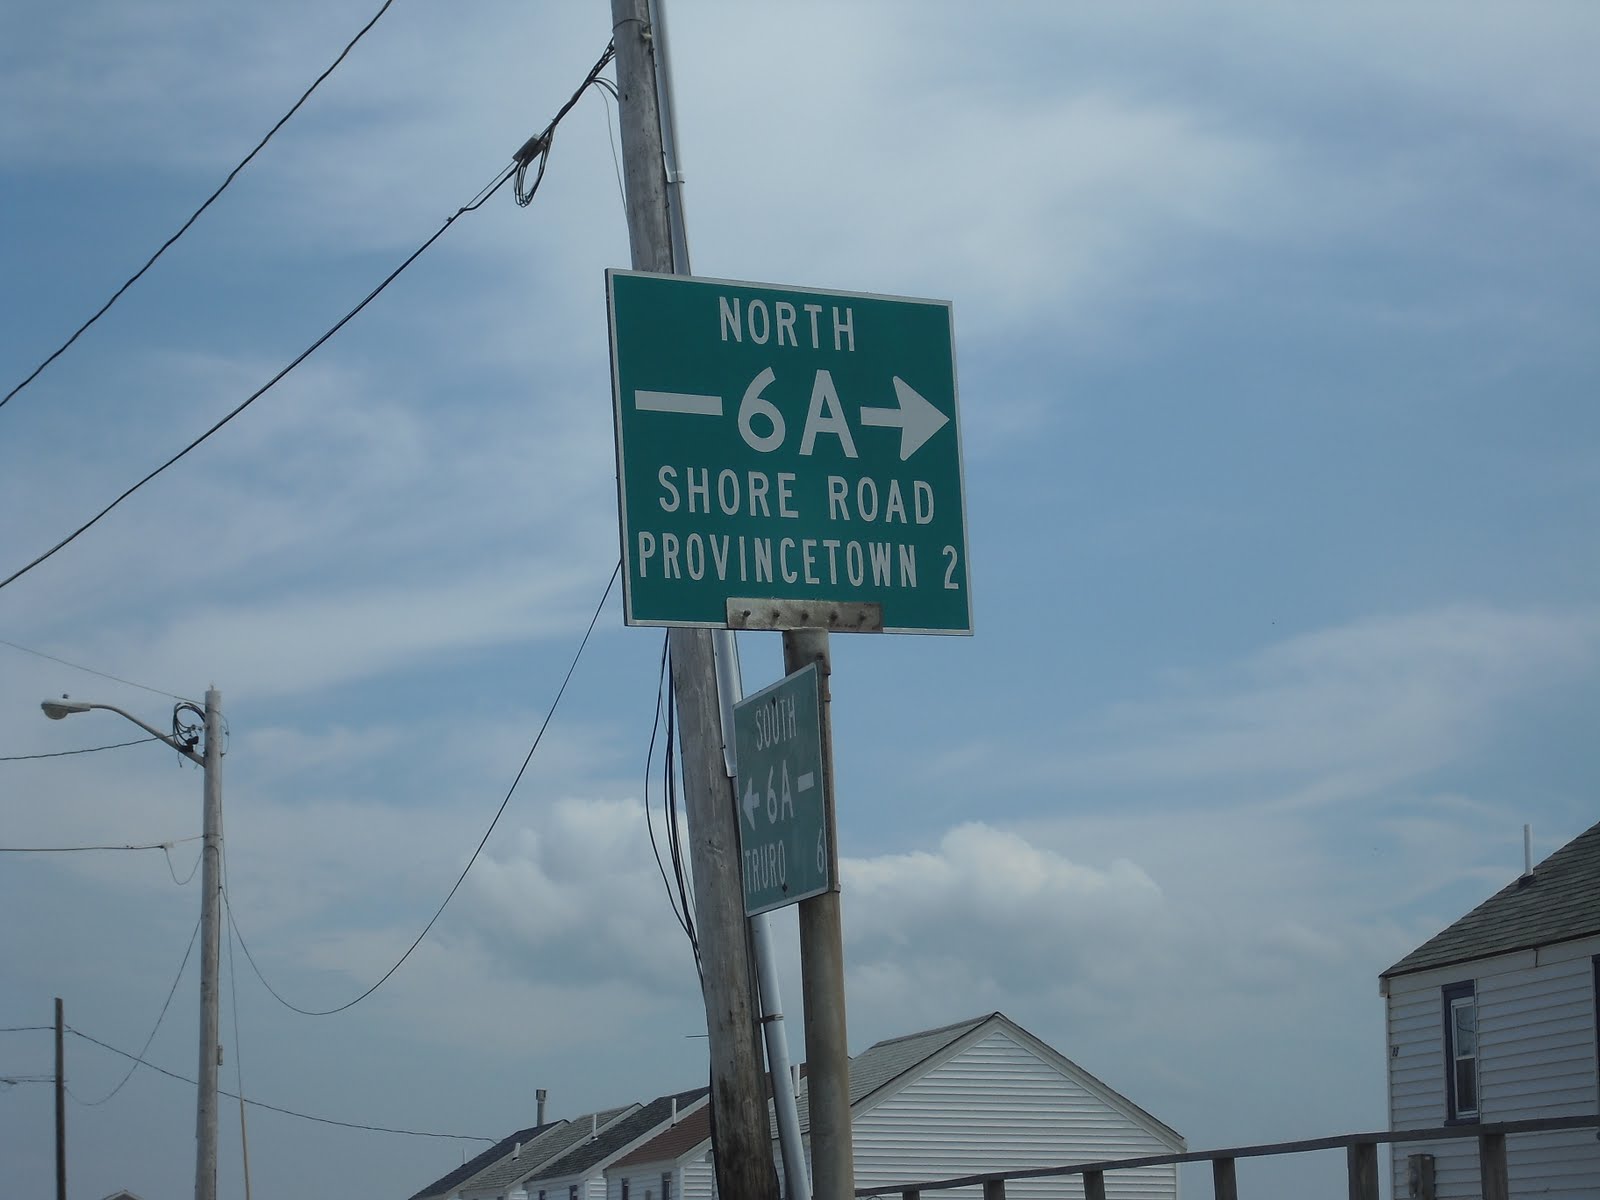 NORTH
6A
SHORE ROAD
PROVINCETOWN 2
SOUTH
6A
TRURO 6